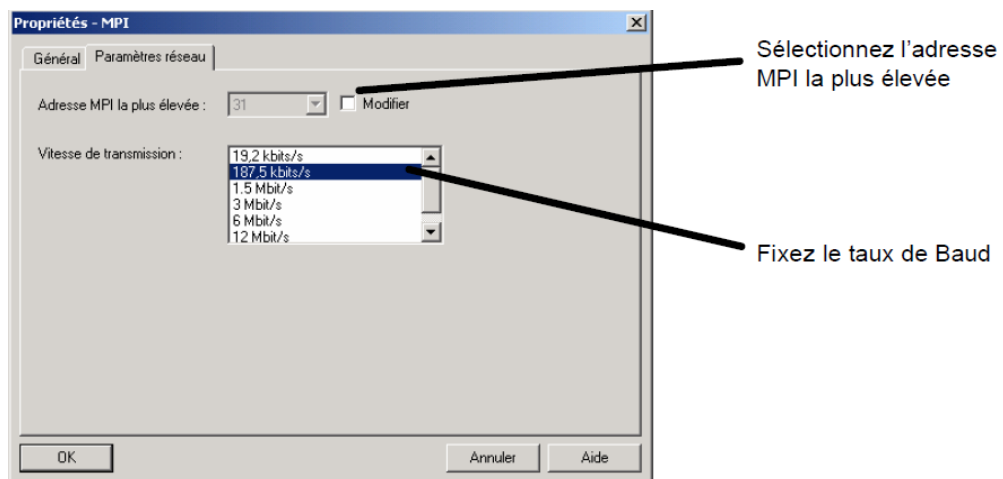 Propriétés - MPI
Général
Paramètres réseau
Adresse MPI la plus élevée :
31
Modifier
Vitesse de transmission :
19,2 kbits/s
187,5 kbits/s
1.5 Mbit/s
3 Mbit/s
6 Mbit/s
12 Mbit/s
OK
Annuler
Aide
Sélectionnez l'adresse
MPI la plus élevée
Fixez le taux de Baud